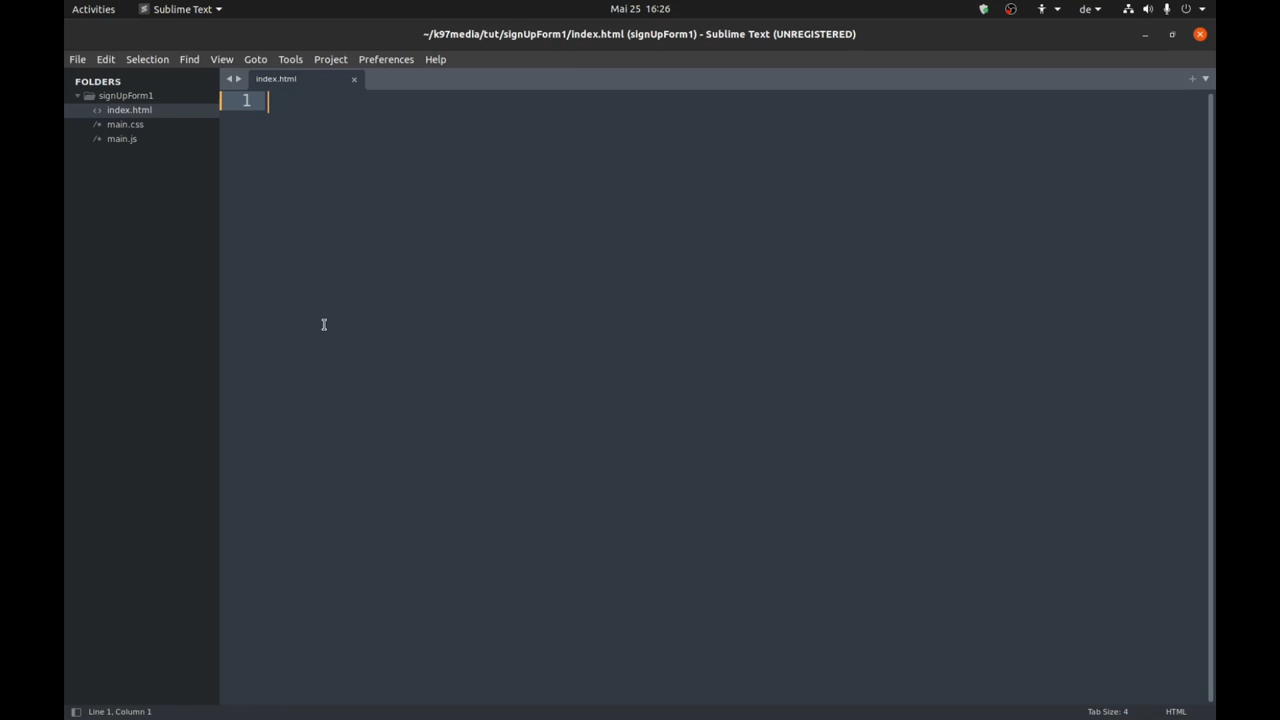 Activities
Sublime Text
Mai 25 16:26
de
~/k97media/tut/signUpForm1/index.html (signUpForm1) - Sublime Text (UNREGISTERED)
File Edit Selection View Find Goto Tools Project Preferences Help
FOLDERS
signUpForm1
<> index.html
/* main.css
/* main.js
index.html
1
Line 1, Column 1
Tab Size: 4
HTML